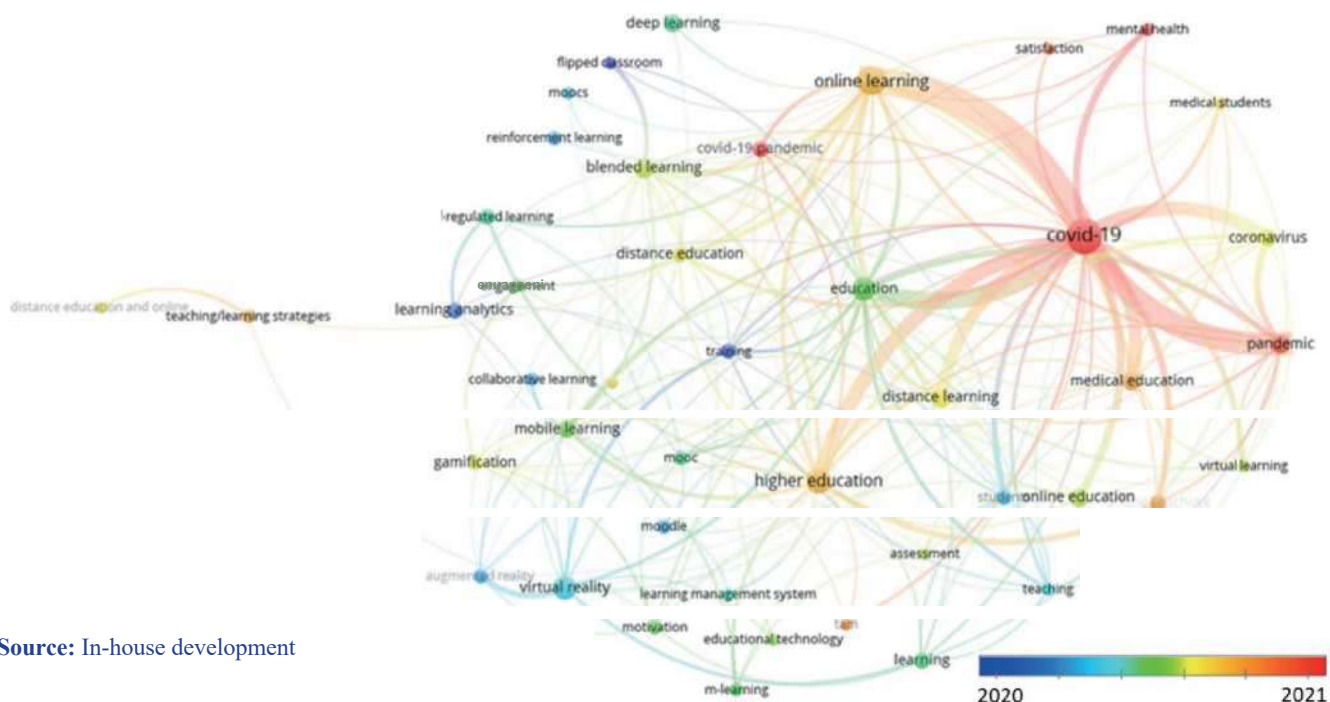 deep learning
mental health
satisfaction
flipped classroom
online learning
moocs
medical students
reinforcement learning
covid-19 pandemic
blended learning
-regulated learning
covid-19
coronavirus
distance education
education
distance education and online
teaching/learning strategies
learning analytics
pandemic
training
collaborative learning
medical education
distance learning
mobile learning
gamification
mooc
virtual learning
higher education
online education
moodle
assessment
augmented reality
virtual reality
learning management system
teaching
motivation
tam
educational technology
Source: In-house development
learning
m-learning
2020
2021